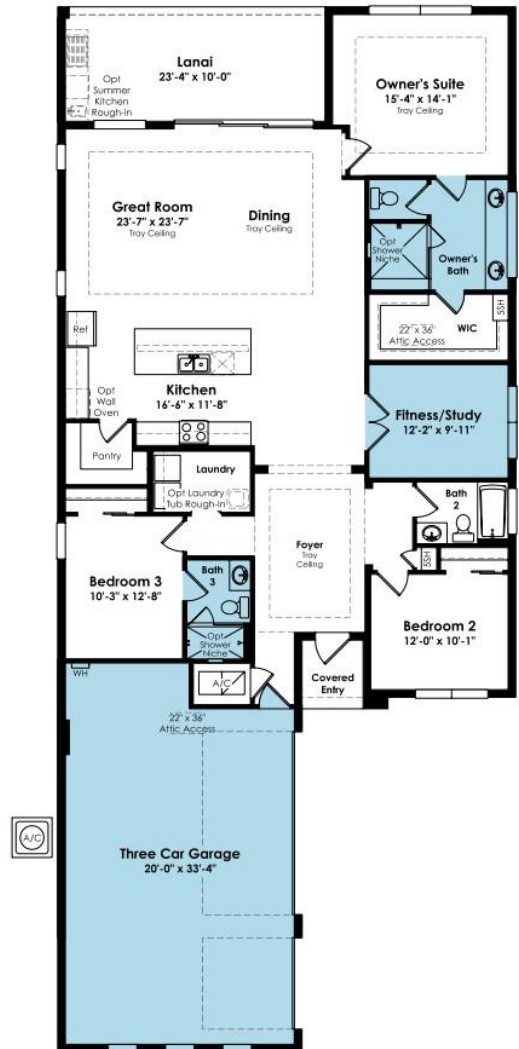 Lanai
23'-4" x 10'-0"
Opt
Summer
Kitchen
Rough-in
Owner's Suite
15'-4" x 14'-1"
Tray Ceiling
Great Room
23'-7" x 23'-7"
Tray Ceiling
Dining
Tray Ceiling
Opt
Shower
Niche
Owner's
Bath
5SH
22" x 36"
Attic Access
WIC
Ref
Opt
Wall
Oven
Kitchen
16'-6" x 11'-8"
Fitness/Study
12'-2" x 9'-11"
Pantry
Laundry
Opt Laundry
Tub Rough-In
Bath
2
5SH
Foyer
Tray
Ceiling
Bedroom 3
10'-3" x 12'-8"
Bath
3
Opt
Shower
Niche
Bedroom 2
12'-0" x 10'-1"
Covered
Entry
WH
A/C
22" x 36"
Attic Access
A/C
Three Car Garage
20'-0" x 33'-4"